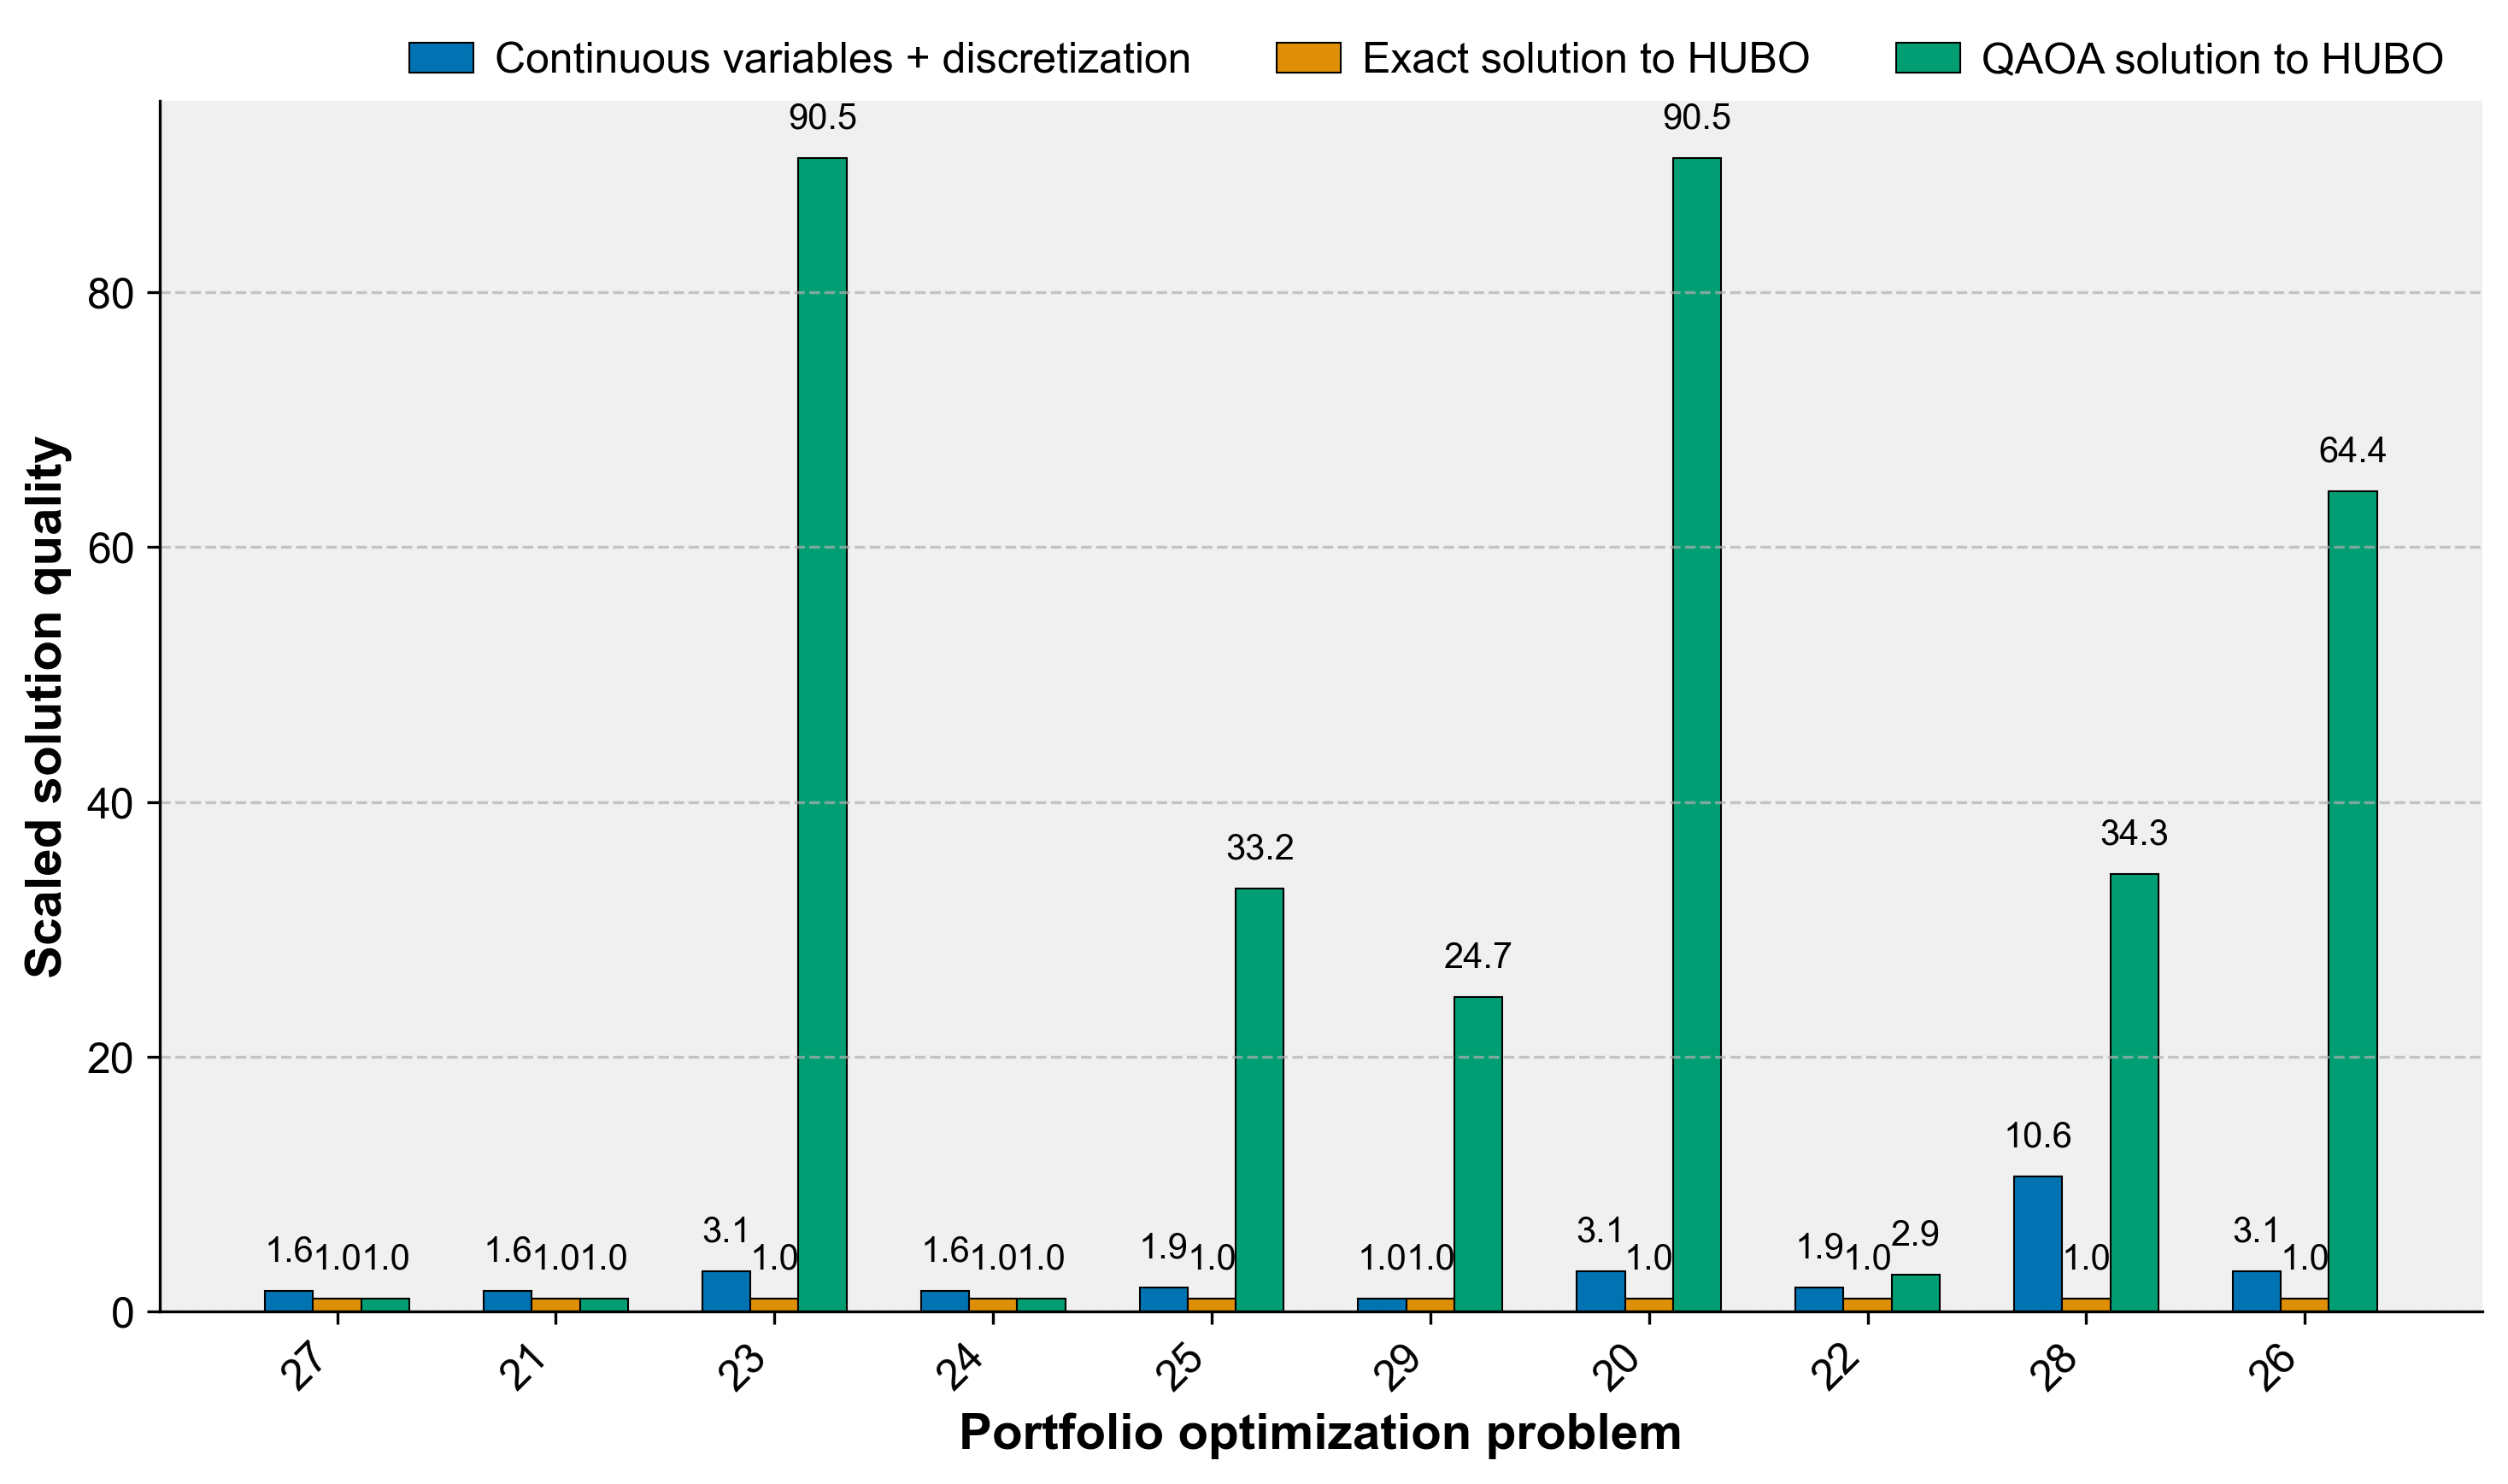 Continuous variables + discretization Exact solution to HUBO QAOA solution to HUBO
90.5 90.5
80
64.4
60
Scaled solution quality
40
33.2 34.3
24.7
20
10.6
1.6 1.0 1.0 1.6 1.0 1.0 3.1 1.0 1.6 1.0 1.0 1.9 1.0 1.0 1.0 3.1 1.0 1.9 1.0 2.9 1.0 3.1 1.0
0
27 21 23 24 25 29 20 22 28 26
Portfolio optimization problem